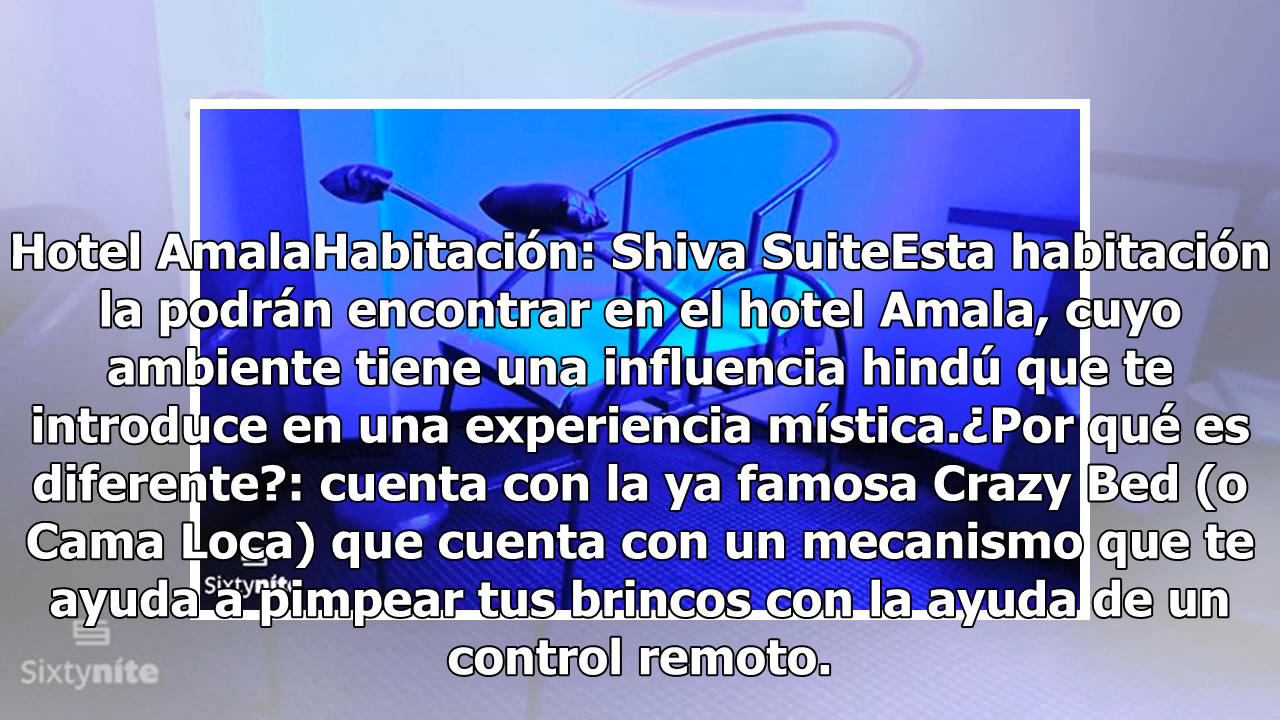 Hotel AmalaHabitación: Shiva SuiteEsta habitación
la podrán encontrar en el hotel Amala, cuyo
ambiente tiene una influencia hindú que te
introduce en una experiencia mística.¿Por qué es
diferente?: cuenta con la ya famosa Crazy Bed (o
Cama Loca) que cuenta con un mecanismo que te
ayuda a pimpear tus brincos con la ayuda de un
control remoto.
Sixtynite
Sixtynite